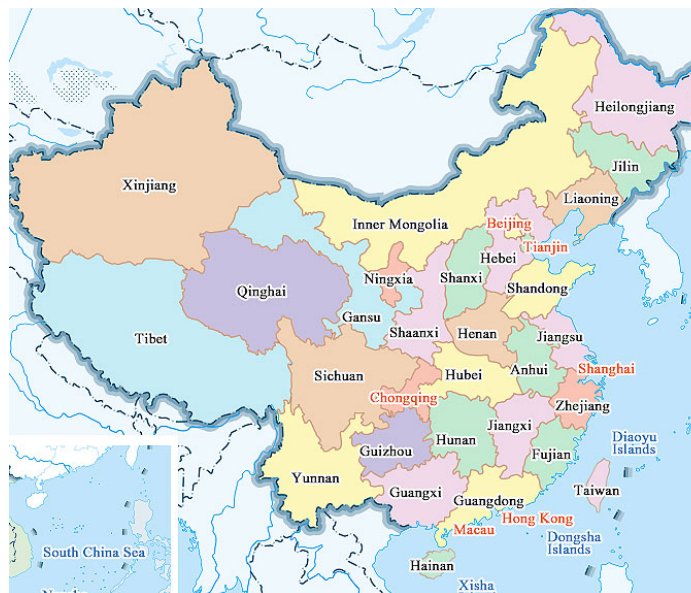 Heilongjiang
Jilin
Xinjiang
Liaoning
Inner Mongolia
Beijing
Tianjin
Hebei
Ningxia
Shanxi
Qinghai
Shandong
Gansu
Tibet
Shaanxi
Henan
Jiangsu
Sichuan
Hubei
Anhui
Shanghai
Chongqing
Zhejiang
Jiangxi
Hunan
Diaoyu
Islands
Guizhou
Fujian
Yunnan
Guangxi
Guangdong
Taiwan
Hong Kong
Macau
Dongsha
Islands
South China Sea
Hainan
Xisha